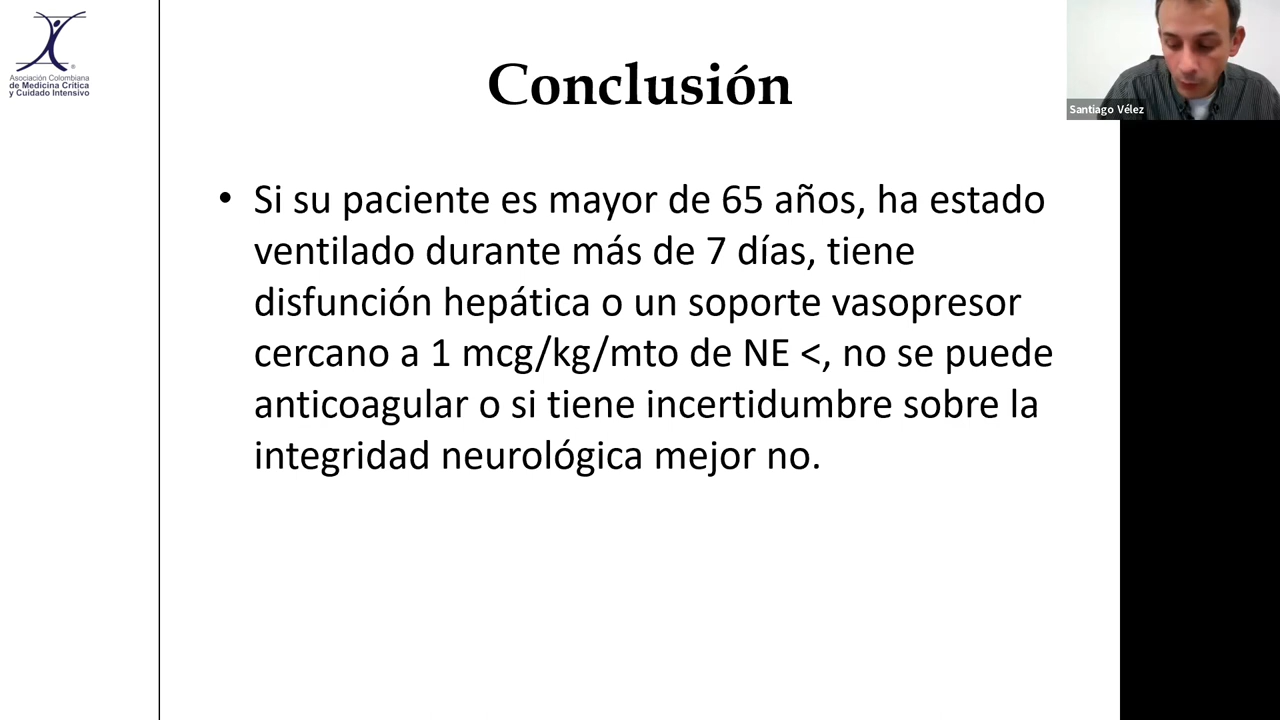 Asociación Colombiana
de Medicina Crítica
y Cuidado Intensivo
Conclusión
Santiago Vélez
• Si su paciente es mayor de 65 años, ha estado
ventilado durante más de 7 días, tiene
disfunción hepática o un soporte vasopresor
cercano a 1 mcg/kg/mto de NE <, no se puede
anticoagular o si tiene incertidumbre sobre la
integridad neurológica mejor no.